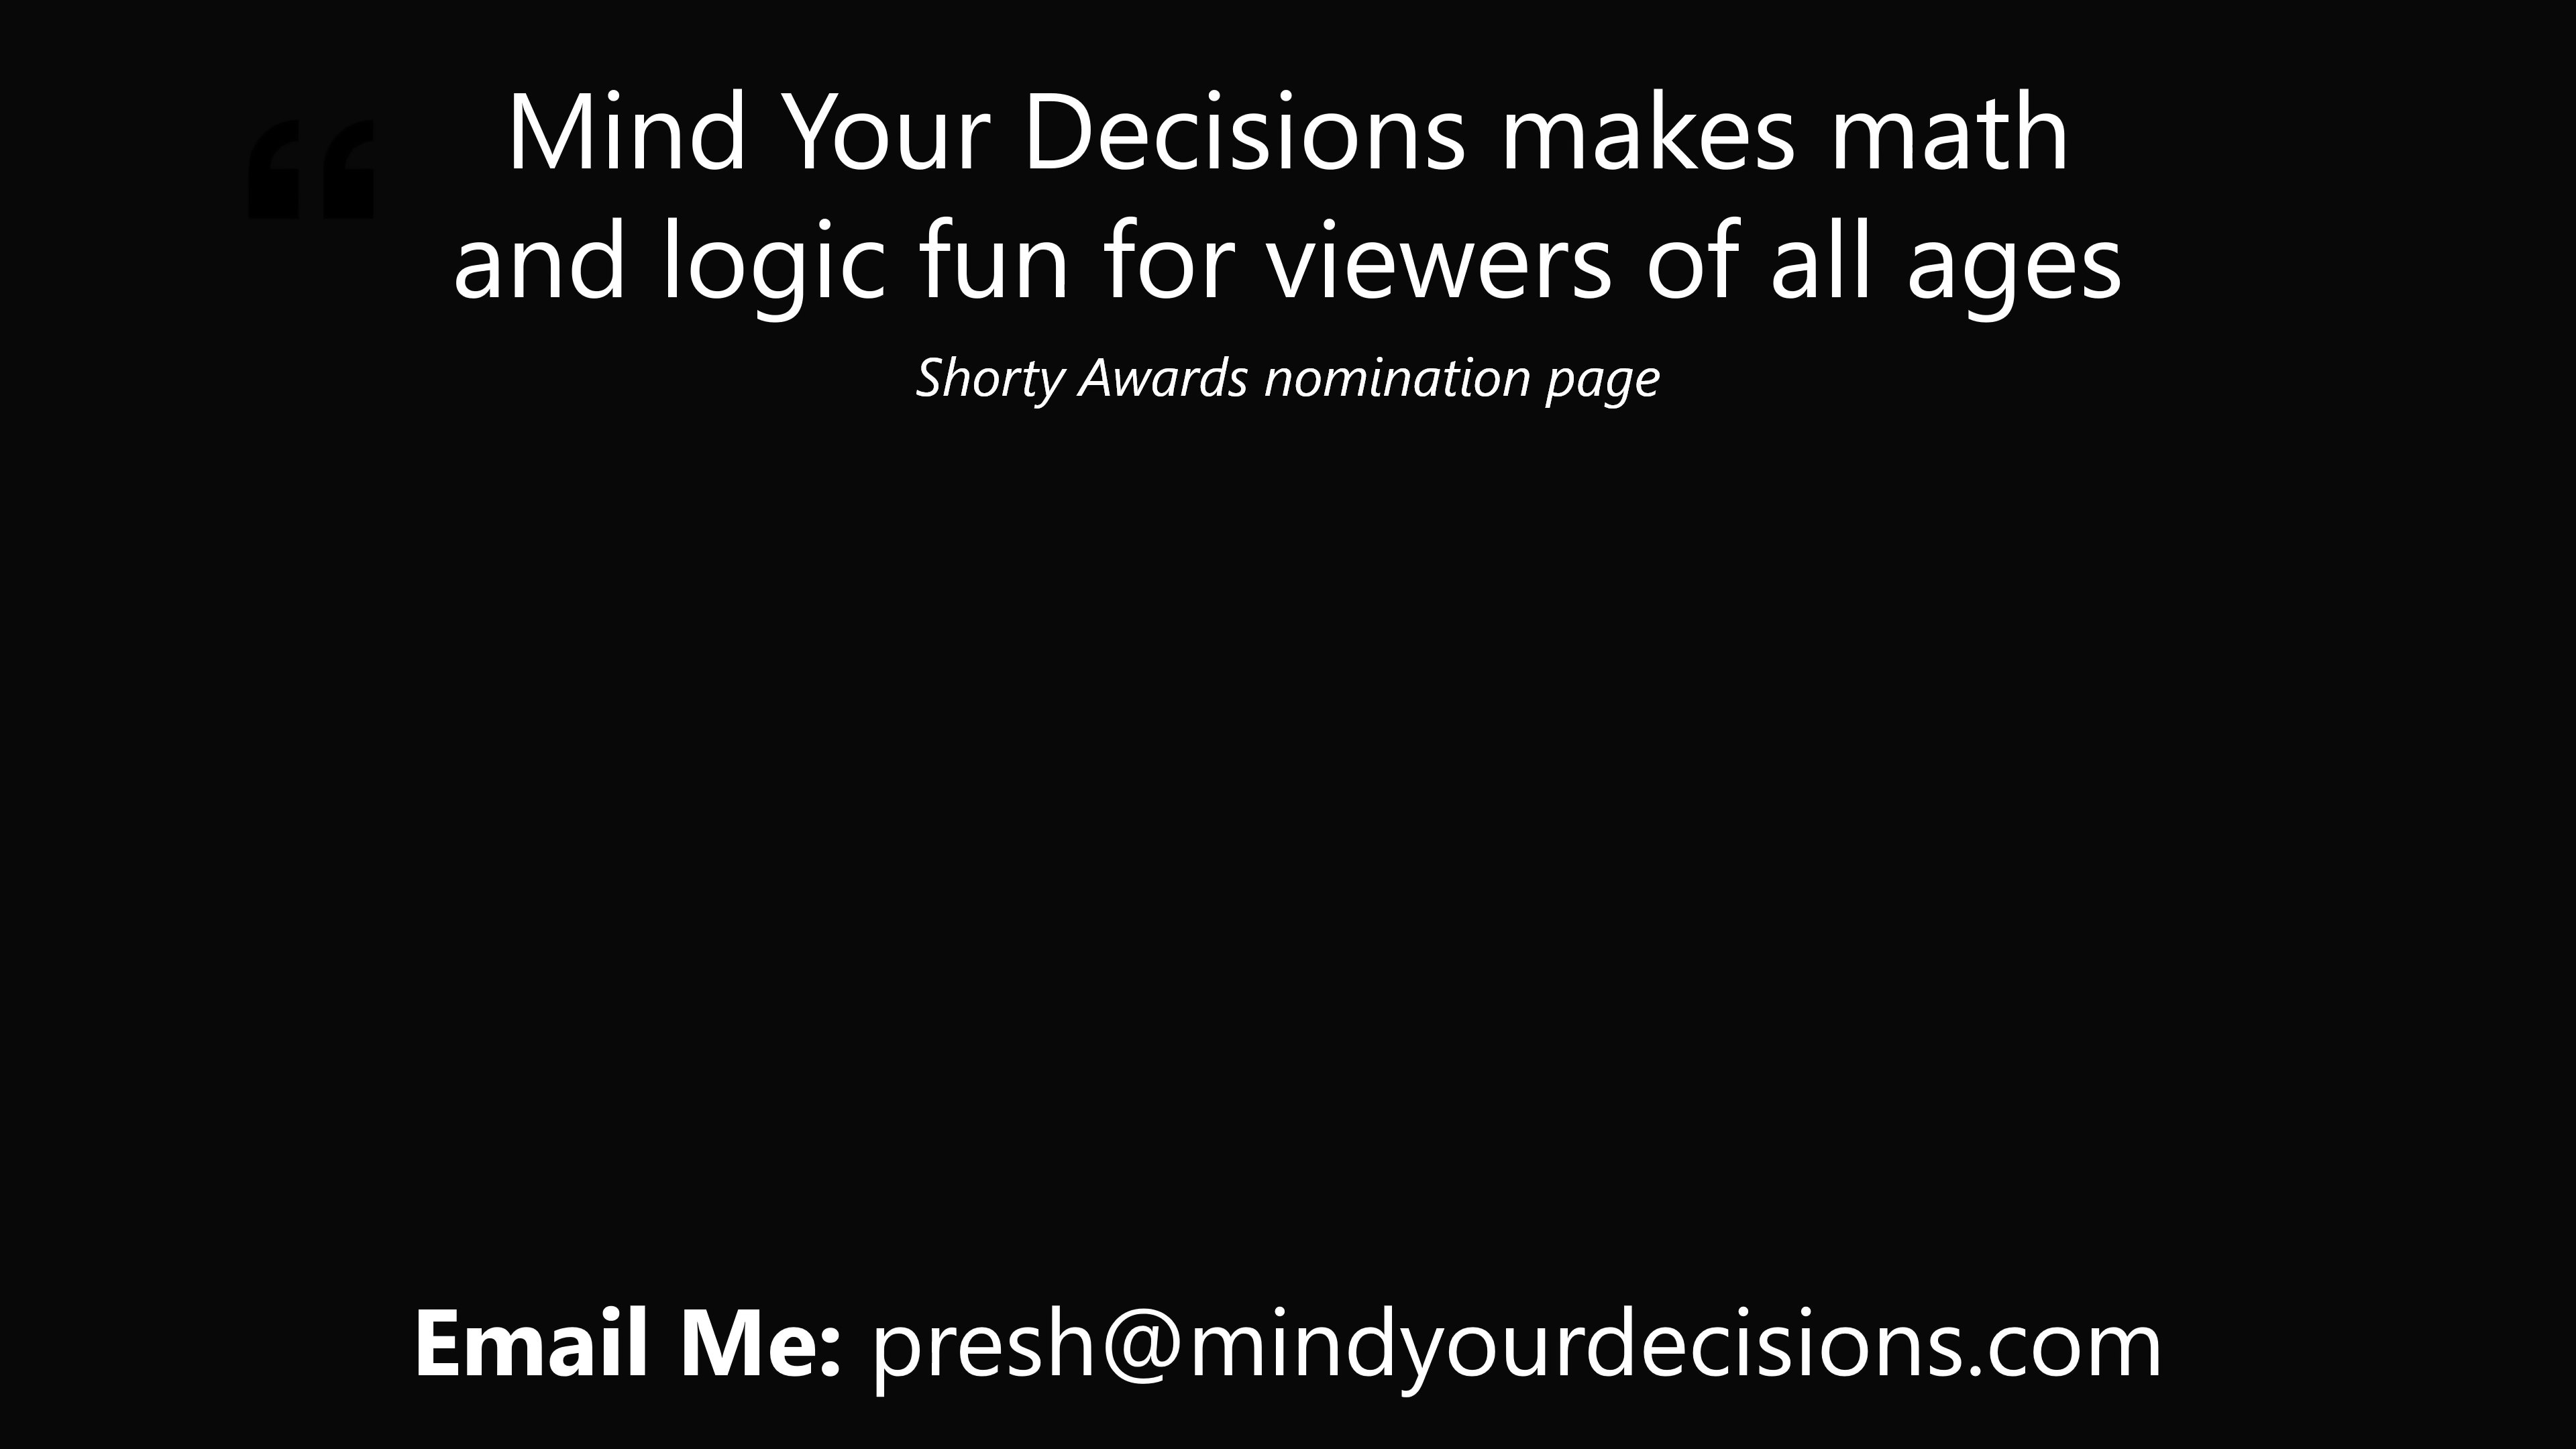 “
Mind Your Decisions makes math
and logic fun for viewers of all ages
Shorty Awards nomination page
Email Me: presh@mindyourdecisions.com